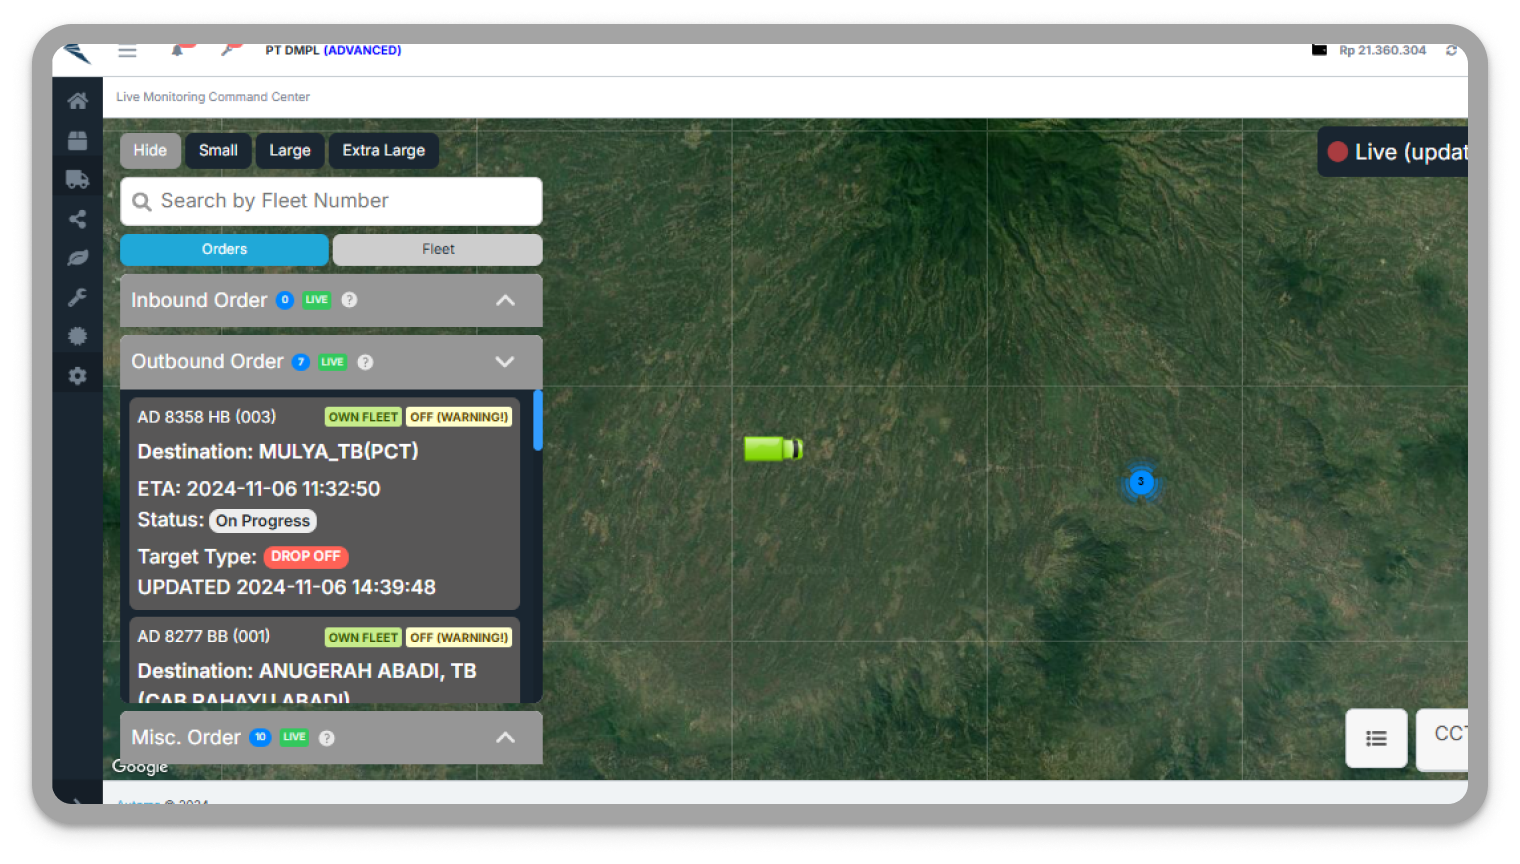 PT DMPL (ADVANCED)
Rp 21.360.304
Live Monitoring Command Center
Hide Small Large Extra Large
Live (updat
Search by Fleet Number
Orders Fleet
Inbound Order 0 LIVE ?
Outbound Order 7 LIVE ?
AD 8358 HB (003) OWN FLEET OFF (WARNING!)
Destination: MULYA_TB(PCT)
ETA: 2024-11-06 11:32:50
Status: On Progress
Target Type: DROP OFF
UPDATED 2024-11-06 14:39:48
AD 8277 BB (001) OWN FLEET OFF (WARNING!)
Destination: ANUGERAH ABADI, TB
(CAB RAHAYU ABADI)
3
Misc. Order 10 LIVE ?
CCT
Google
© 2024